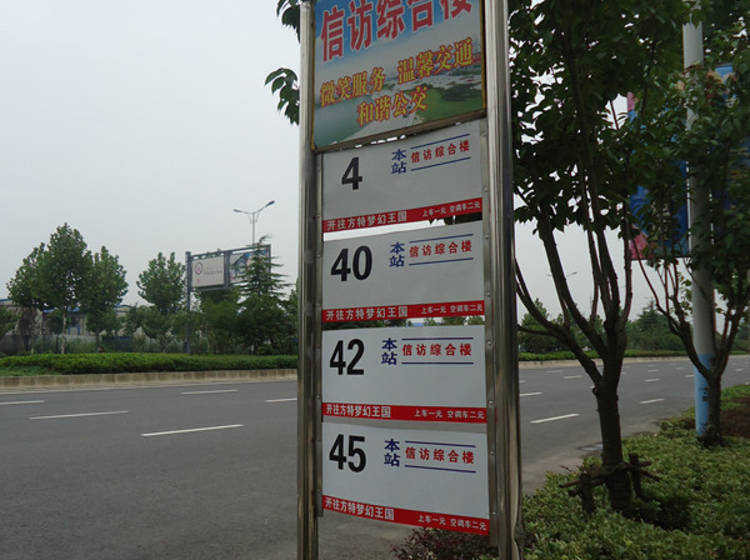 信访综合楼
微笑服务 温馨交通
和谐公交
4 本站 信访综合楼
开往方特梦幻王国 上车一元 空调车二元
40 本站 信访综合楼
开往方特梦幻王国 上车一元 空调车二元
42 本站 信访综合楼
开往方特梦幻王国 上车一元 空调车二元
45 本站 信访综合楼
开往方特梦幻王国 上车一元 空调车二元